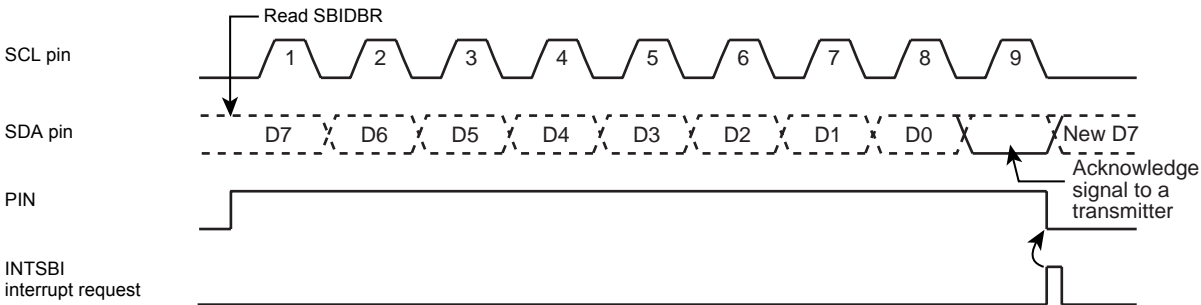 Read SBIDBR
SCL pin
1 2 3 4 5 6 7 8 9
SDA pin
D7 D6 D5 D4 D3 D2 D1 D0 New D7
Acknowledge
signal to a
transmitter
PIN
INTSBI
interrupt request